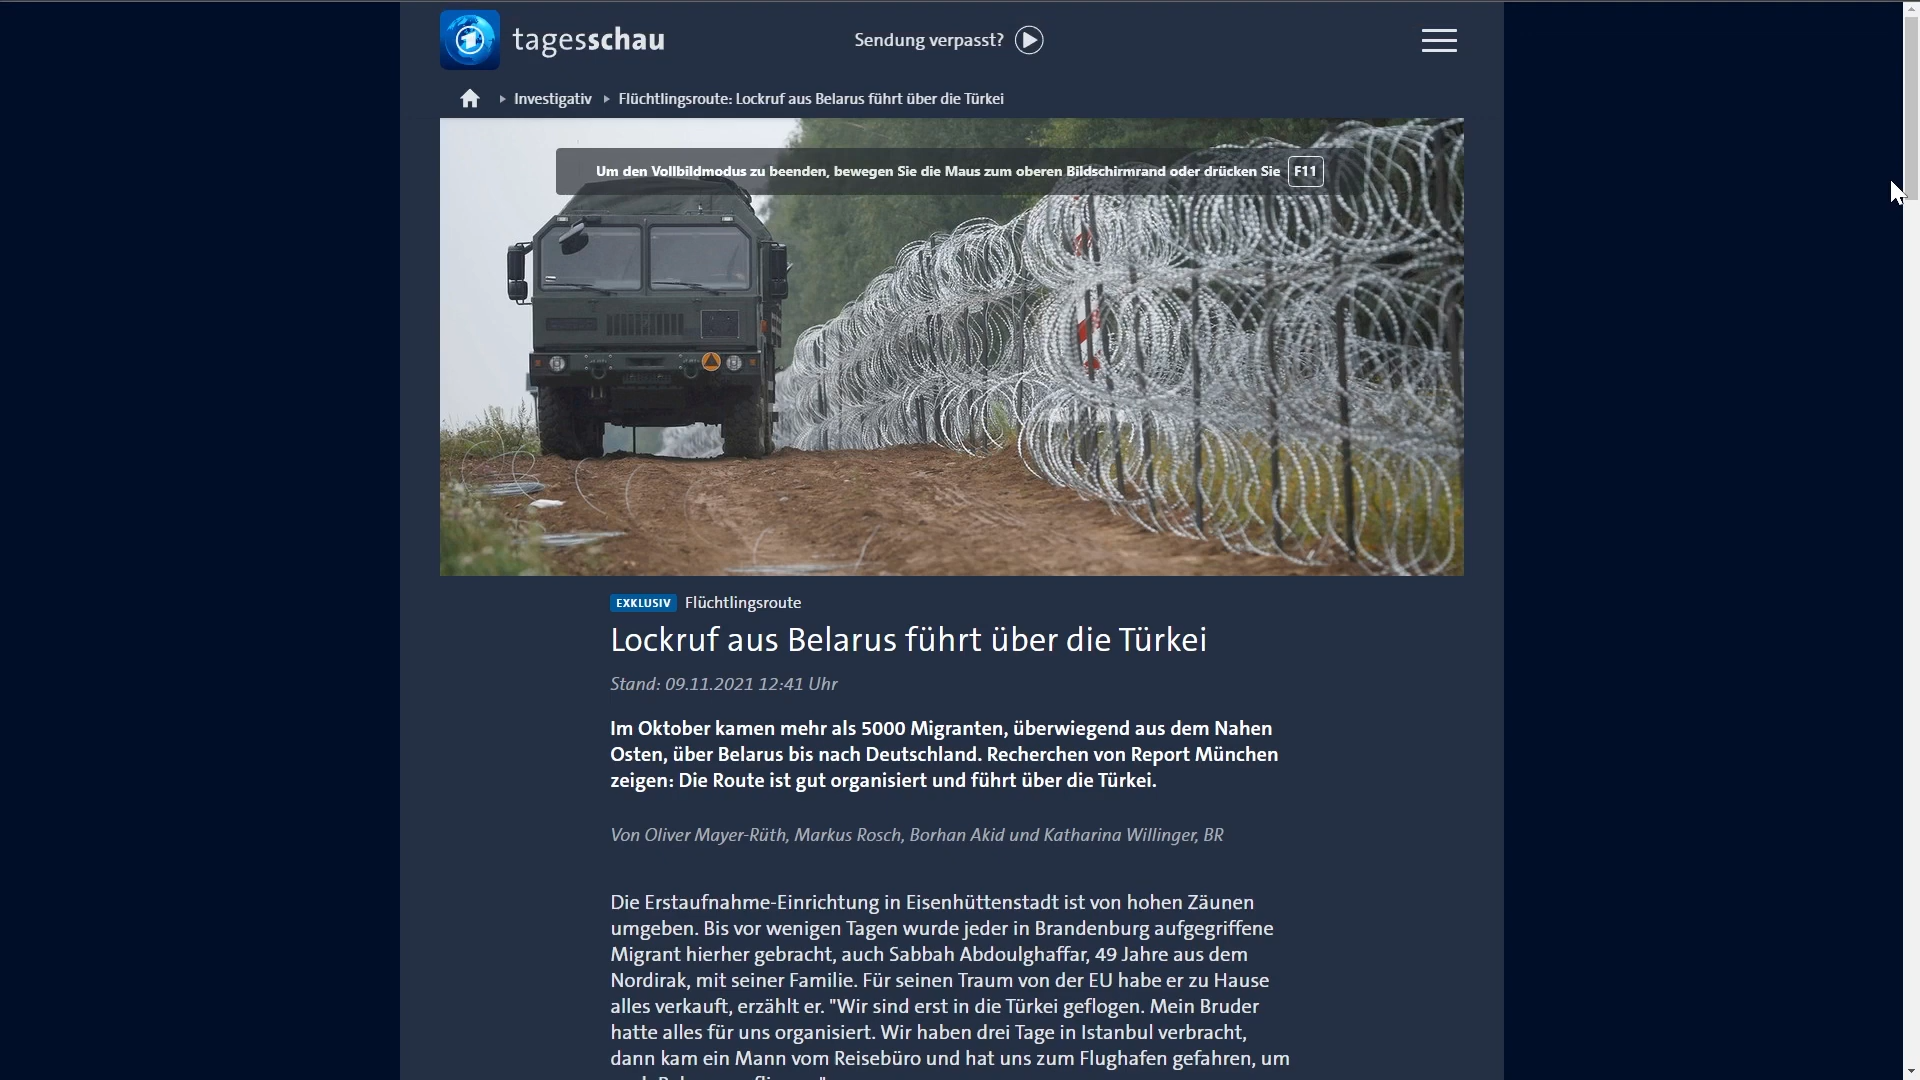 tagesschau
Sendung verpasst?
Investigativ
Flüchtlingsroute: Lockruf aus Belarus führt über die Türkei
Um den Vollbildmodus zu beenden, bewegen Sie die Maus zum oberen Bildschirmrand oder drücken Sie F11
EXKLUSIV Flüchtlingsroute
Lockruf aus Belarus führt über die Türkei
Stand: 09.11.2021 12:41 Uhr
Im Oktober kamen mehr als 5000 Migranten, überwiegend aus dem Nahen
Osten, über Belarus bis nach Deutschland. Recherchen von Report München
zeigen: Die Route ist gut organisiert und führt über die Türkei.
Von Oliver Mayer-Rüth, Markus Rosch, Borhan Akid und Katharina Willinger, BR
Die Erstaufnahme-Einrichtung in Eisenhüttenstadt ist von hohen Zäunen
umgeben. Bis vor wenigen Tagen wurde jeder in Brandenburg aufgegriffene
Migrant hierher gebracht, auch Sabbah Abdoulghaffar, 49 Jahre aus dem
Nordirak, mit seiner Familie. Für seinen Traum von der EU habe er zu Hause
alles verkauft, erzählt er. "Wir sind erst in die Türkei geflogen. Mein Bruder
hatte alles für uns organisiert. Wir haben drei Tage in Istanbul verbracht,
dann kam ein Mann vom Reisebüro und hat uns zum Flughafen gefahren, um